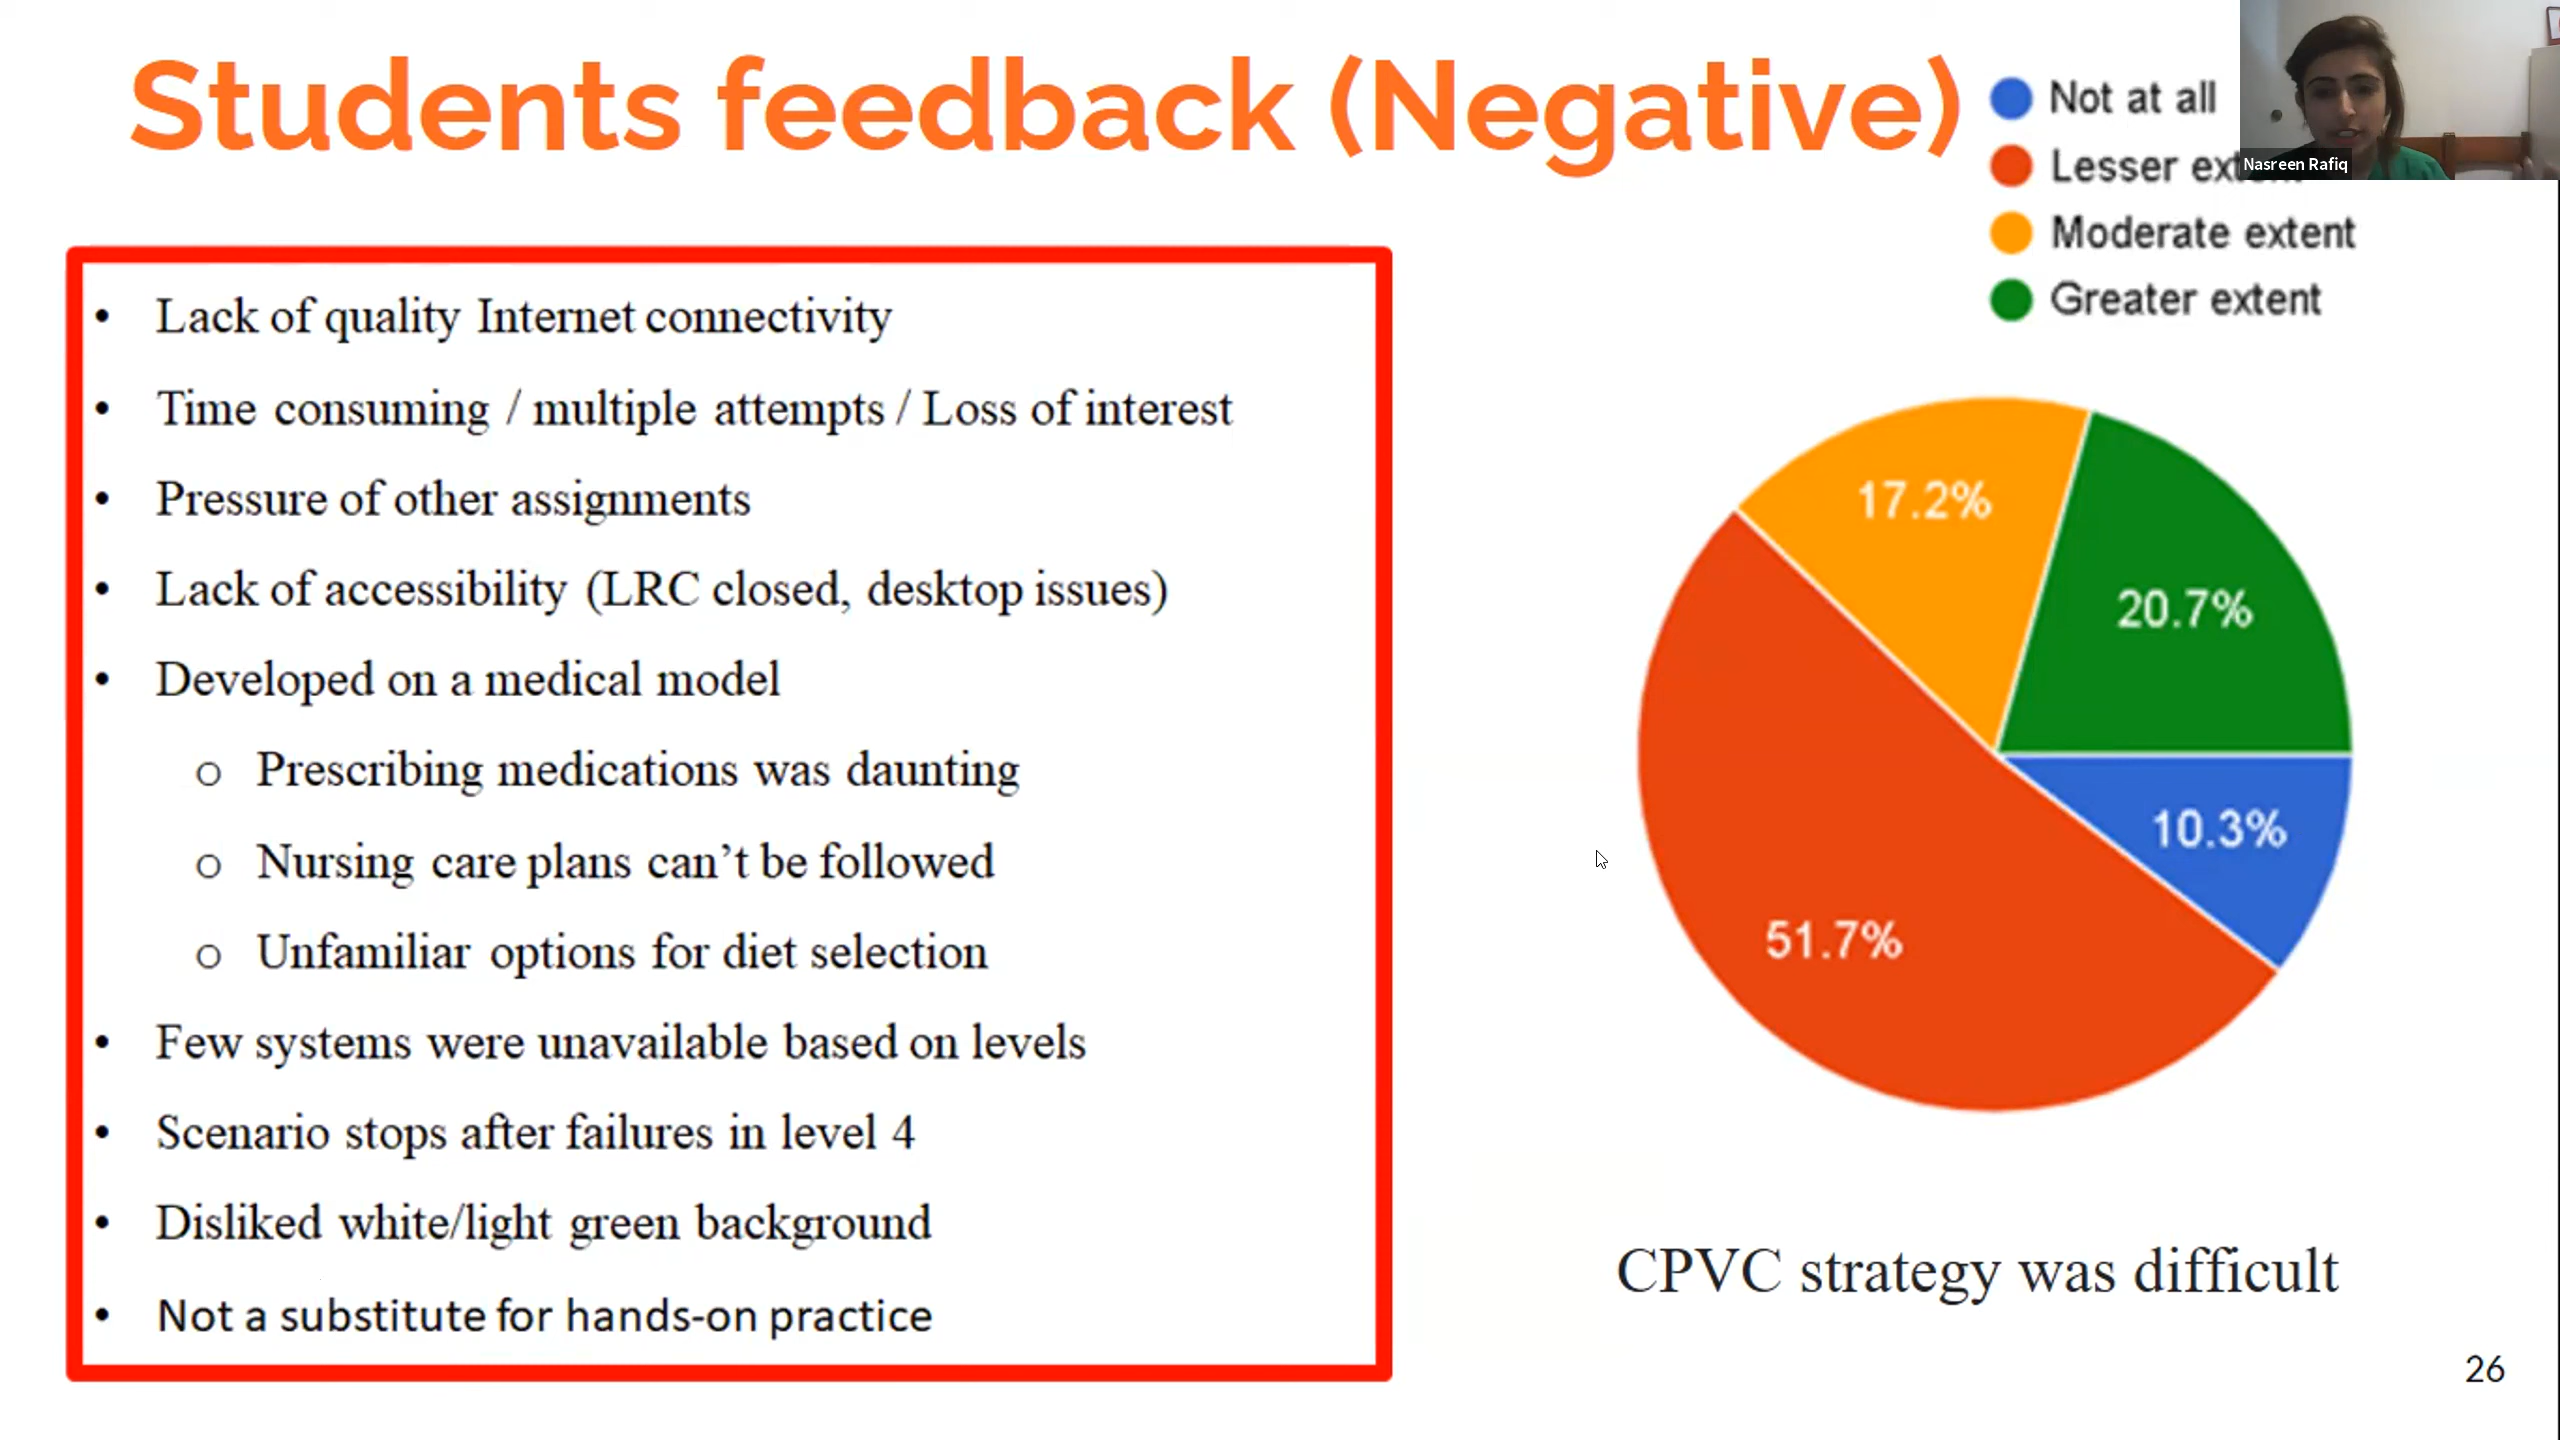 Students feedback (Negative)
Not at all
Lesser
Moderate extent
Greater extent
Nasreen Rafiq
• Lack of quality Internet connectivity
• Time consuming / multiple attempts / Loss of interest
• Pressure of other assignments
• Lack of accessibility (LRC closed, desktop issues)
• Developed on a medical model
o Prescribing medications was daunting
o Nursing care plans can’t be followed
o Unfamiliar options for diet selection
• Few systems were unavailable based on levels
• Scenario stops after failures in level 4
• Disliked white/light green background
• Not a substitute for hands-on practice
17.2%
20.7%
10.3%
51.7%
CPVC strategy was difficult
26